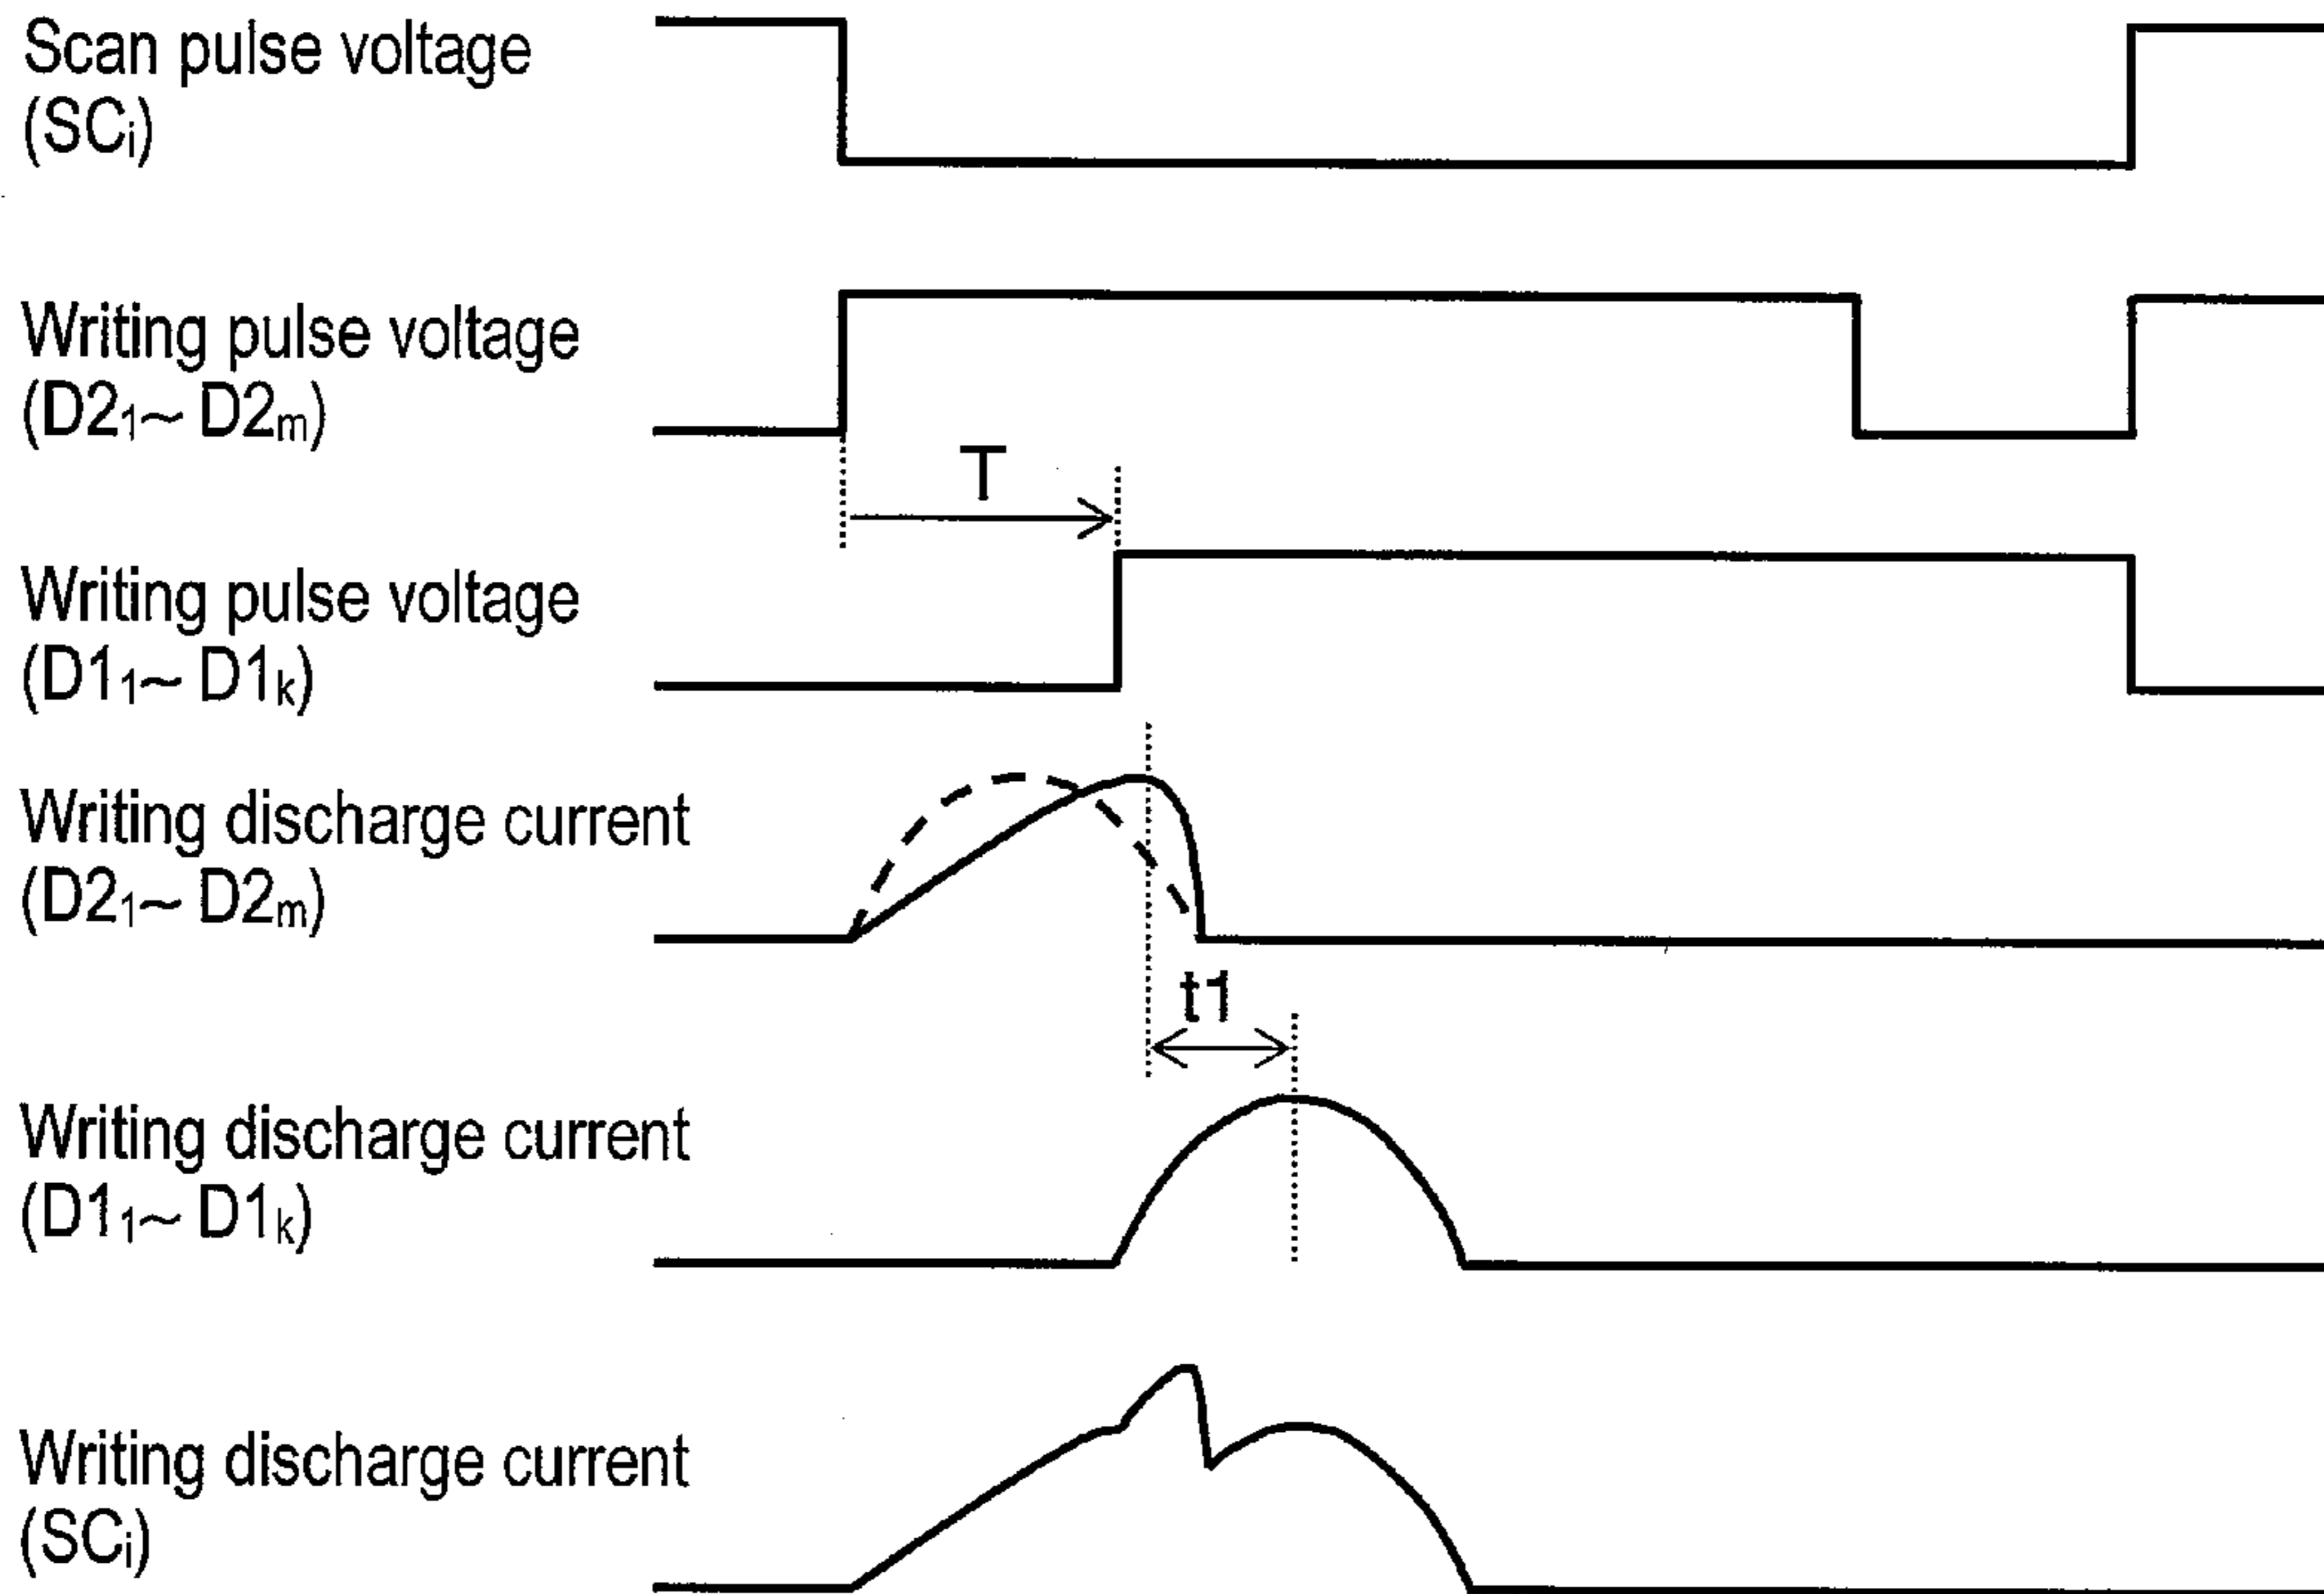 Scan pulse voltage
(SCi)
Writing pulse voltage
(D21~ D2m)
T
Writing pulse voltage
(D11~ D1k)
Writing discharge current
(D21~ D2m)
t1
Writing discharge current
(D11~ D1k)
Writing discharge current
(SCi)